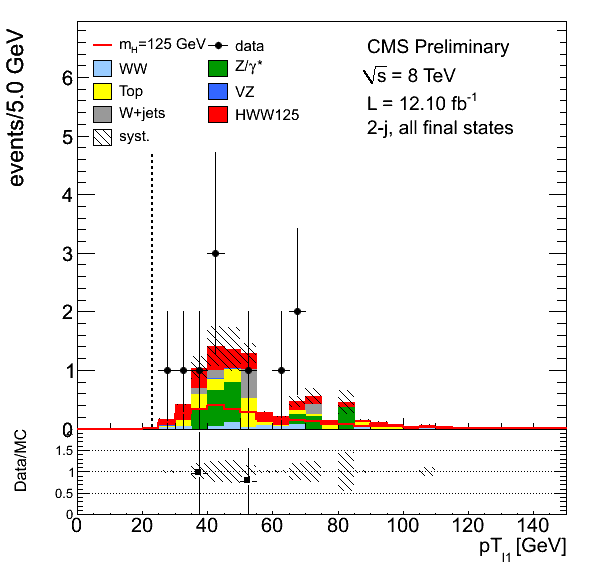 events/5.0 GeV
m_H=125 GeV
data
WW
Z/γ*
Top
VZ
W+jets
HWW125
syst.
CMS Preliminary
√s = 8 TeV
L = 12.10 fb⁻¹
2-j, all final states
6
5
4
3
2
1
0
Data/MC
2
1.5
1
0.5
0
0 20 40 60 80 100 120 140
pT_l1 [GeV]